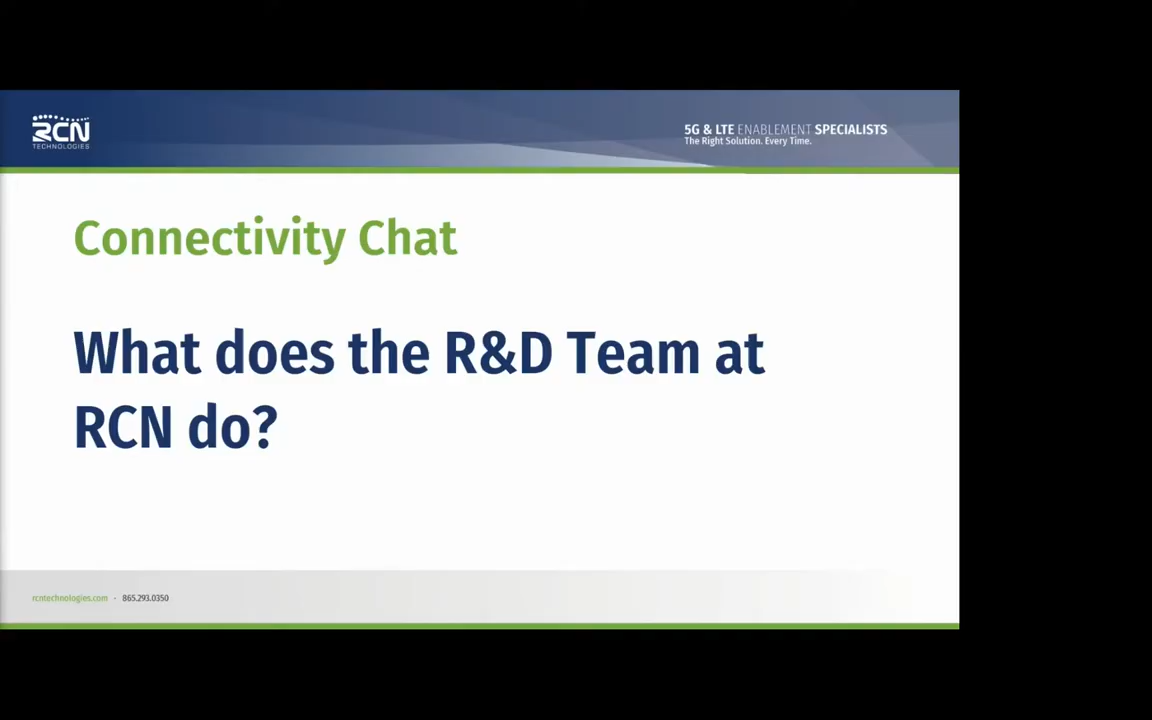 RCN
TECHNOLOGIES
5G & LTE ENABLEMENT SPECIALISTS
The Right Solution. Every Time.
Connectivity Chat
What does the R&D Team at
RCN do?
rcntechnologies.com - 865.293.0350